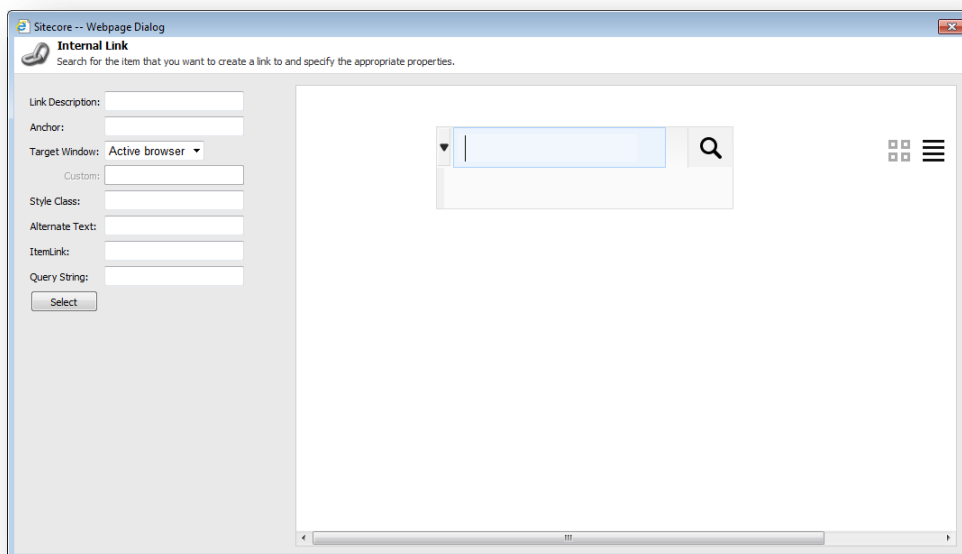 Sitecore -- Webpage Dialog
Internal Link
Search for the item that you want to create a link to and specify the appropriate properties.
Link Description:
Anchor:
Target Window: Active browser
Custom:
Style Class:
Alternate Text:
ItemLink:
Query String:
Select